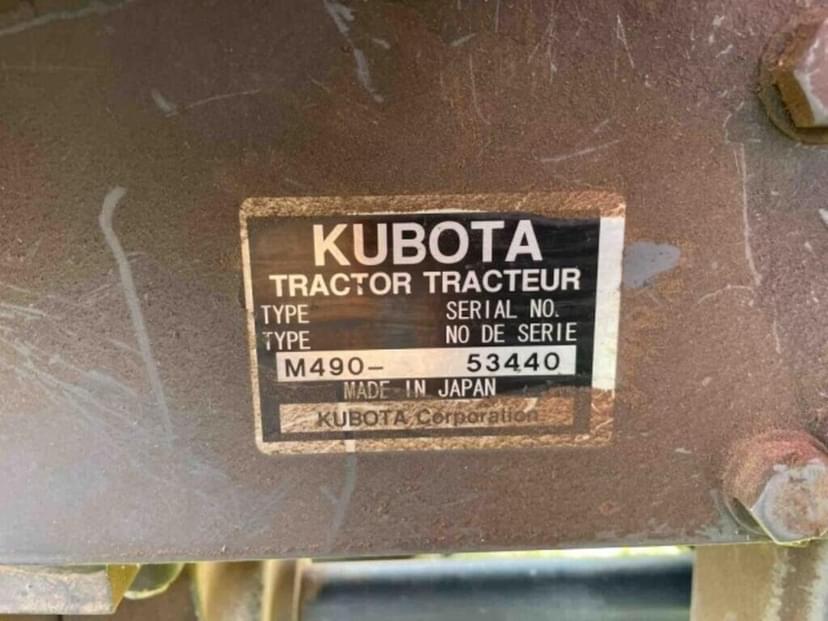 KUBOTA
TRACTOR TRACTEUR
TYPE SERIAL NO.
TYPE NO DE SERIE
M490- 53440
MADE IN JAPAN
KUBOTA Corporation